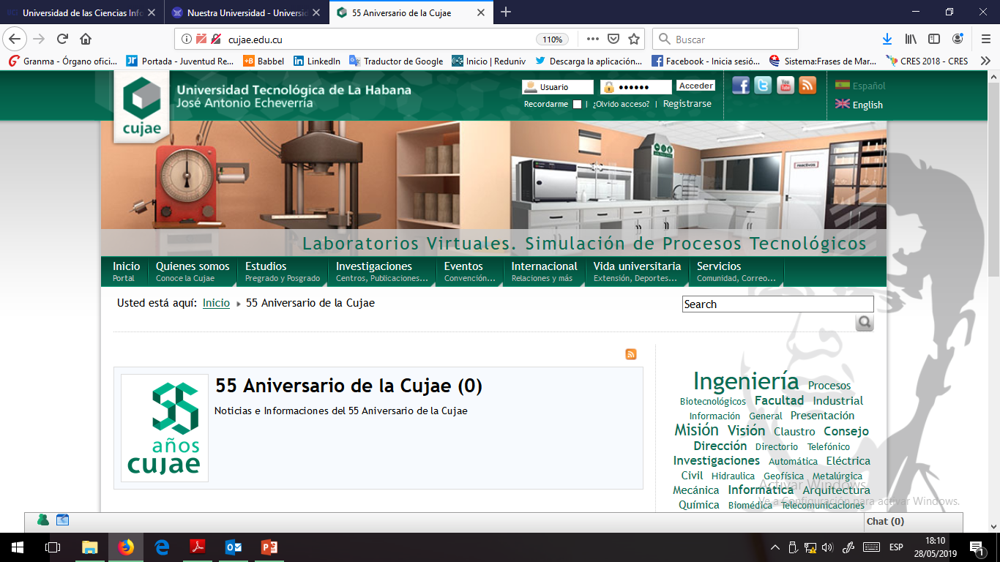 Universidad de las Ciencias Info
Nuestra Universidad - Universid
55 Aniversario de la Cujae
cujae.edu.cu
110%
Buscar
Granma - Órgano ofici...
Portada - Juventud Re...
Babbel
LinkedIn
Traductor de Google
Inicio | Reduniv
Descarga la aplicación...
Facebook - Inicia sesió...
Sistema:Frases de Mar...
CRES 2018 - CRES
cujae
Universidad Tecnológica de La Habana
José Antonio Echeverría
Usuario
Acceder
Recordarme | ¿Olvido acceso? | Registrarse
Español
English
reactivos
Laboratorios Virtuales. Simulación de Procesos Tecnológicos
Inicio
Portal
Quienes somos
Conoce la Cujae
Estudios
Pregrado y Posgrado
Investigaciones
Centros, Publicaciones...
Eventos
Convención...
Internacional
Relaciones y más
Vida universitaria
Extensión, Deportes...
Servicios
Comunidad, Correo...
Usted está aquí: Inicio 55 Aniversario de la Cujae
Search
55
años
cujae
55 Aniversario de la Cujae (0)
Noticias e Informaciones del 55 Aniversario de la Cujae
Ingeniería Procesos
Biotecnológicos Facultad Industrial
Información General Presentación
Misión Visión Claustro Consejo
Dirección Directorio Telefónico
Investigaciones Automática Eléctrica
Civil Hidraulica Geofísica Metalúrgica
Mecánica Informática Arquitectura
Química Biomédica Telecomunicaciones
Activar Windows
Ve a Configuración para activar Windows.
Chat (0)
ESP
18:10
28/05/2019
1